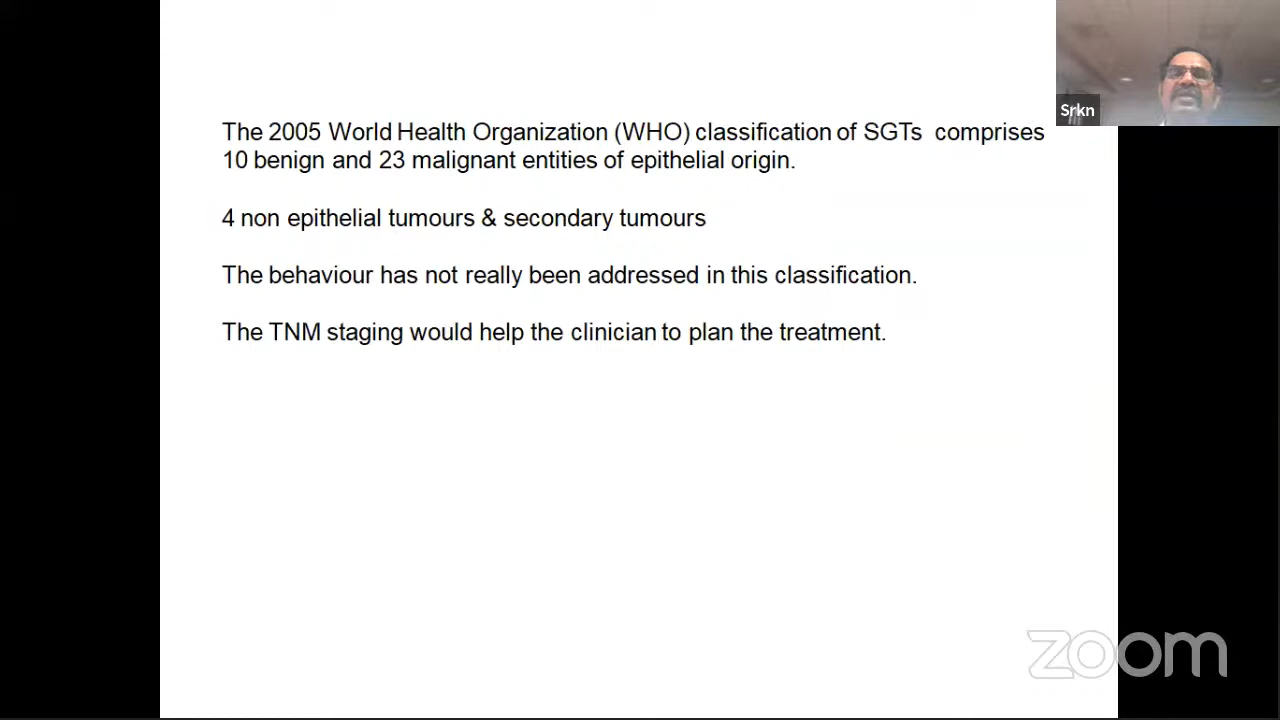 The 2005 World Health Organization (WHO) classification of SGTs comprises
10 benign and 23 malignant entities of epithelial origin.
4 non epithelial tumours & secondary tumours
The behaviour has not really been addressed in this classification.
The TNM staging would help the clinician to plan the treatment.
Srkn
zoom